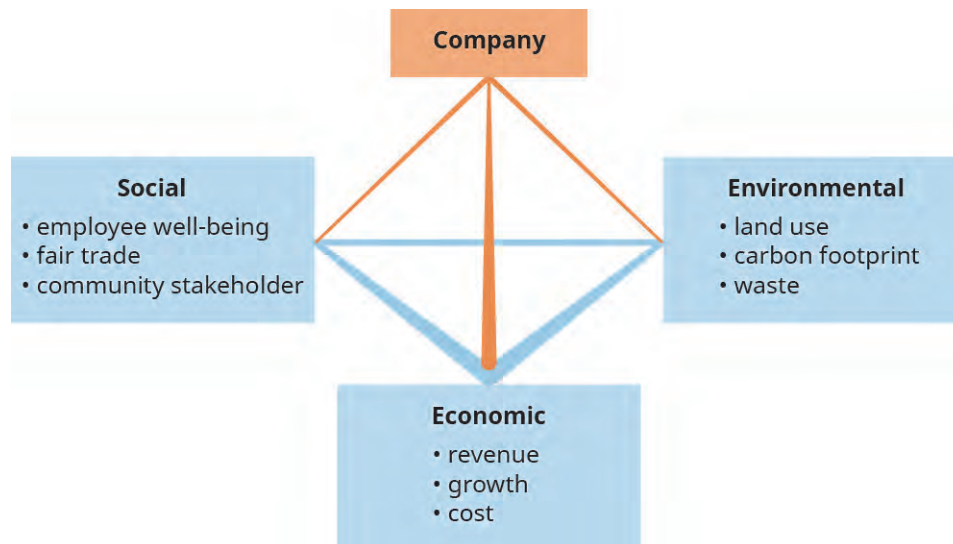 Company
Social
• employee well-being
• fair trade
• community stakeholder
Environmental
• land use
• carbon footprint
• waste
Economic
• revenue
• growth
• cost